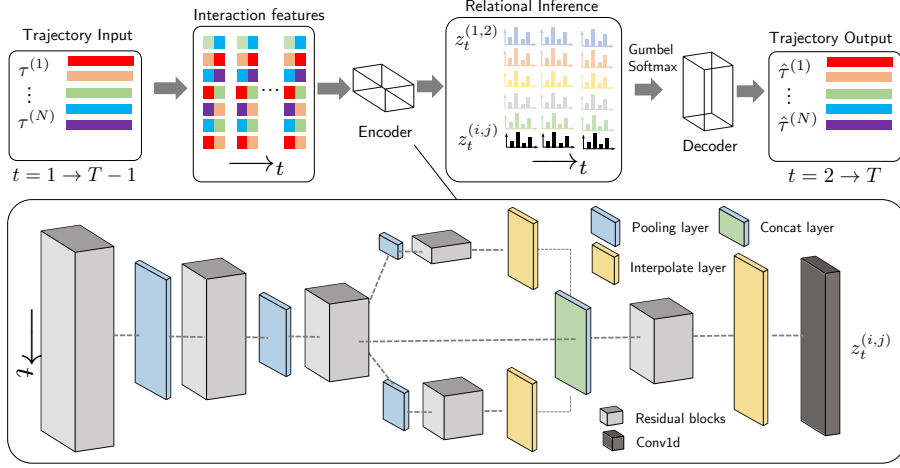 Trajectory Input
τ^(1)
⋮
τ^(N)
t = 1 → T − 1
Interaction features
...
t
Encoder
Relational Inference
z_t^(1,2)
z_t^(i,j)
t
Gumbel
Softmax
Decoder
Trajectory Output
τ̂^(1)
⋮
τ̂^(N)
t = 2 → T
t
Pooling layer
Concat layer
Interpolate layer
z_t^(i,j)
Residual blocks
Conv1d